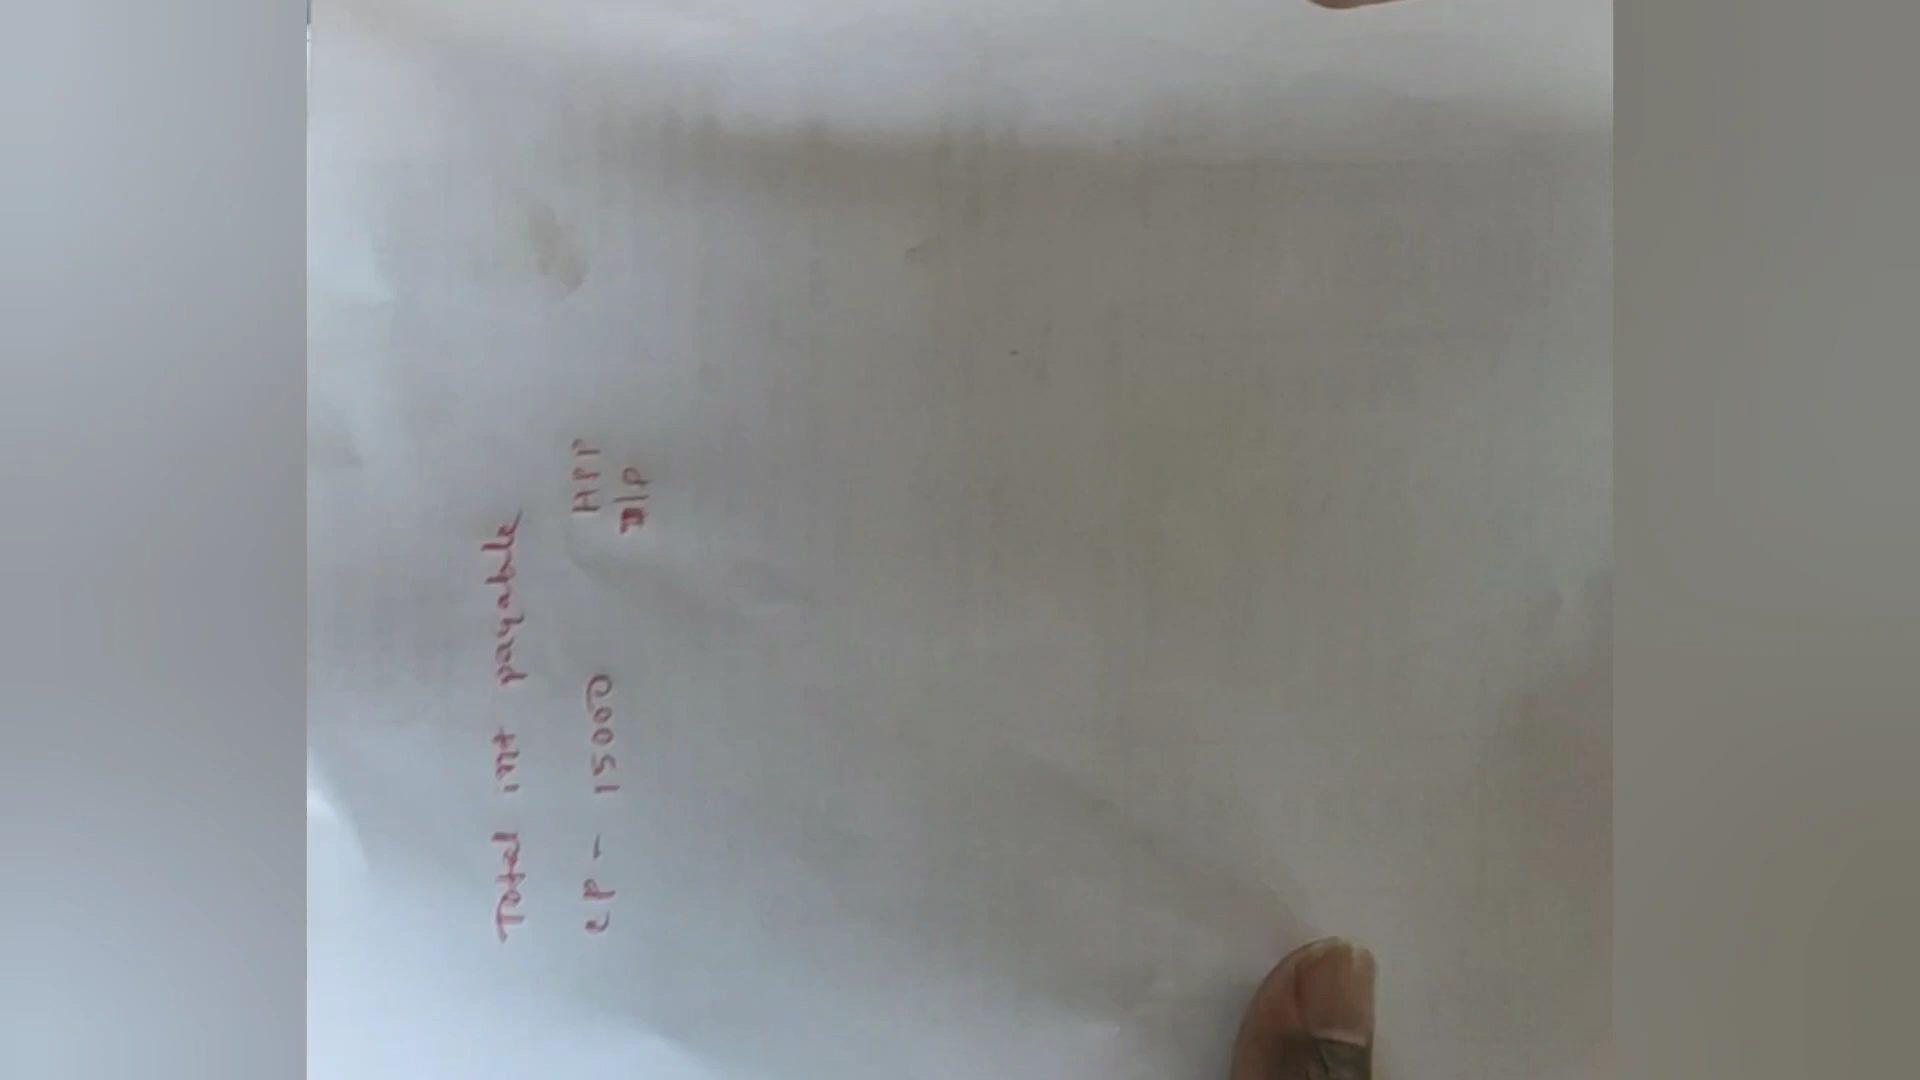 Total int payable
CP - 15000 HPP
D/P